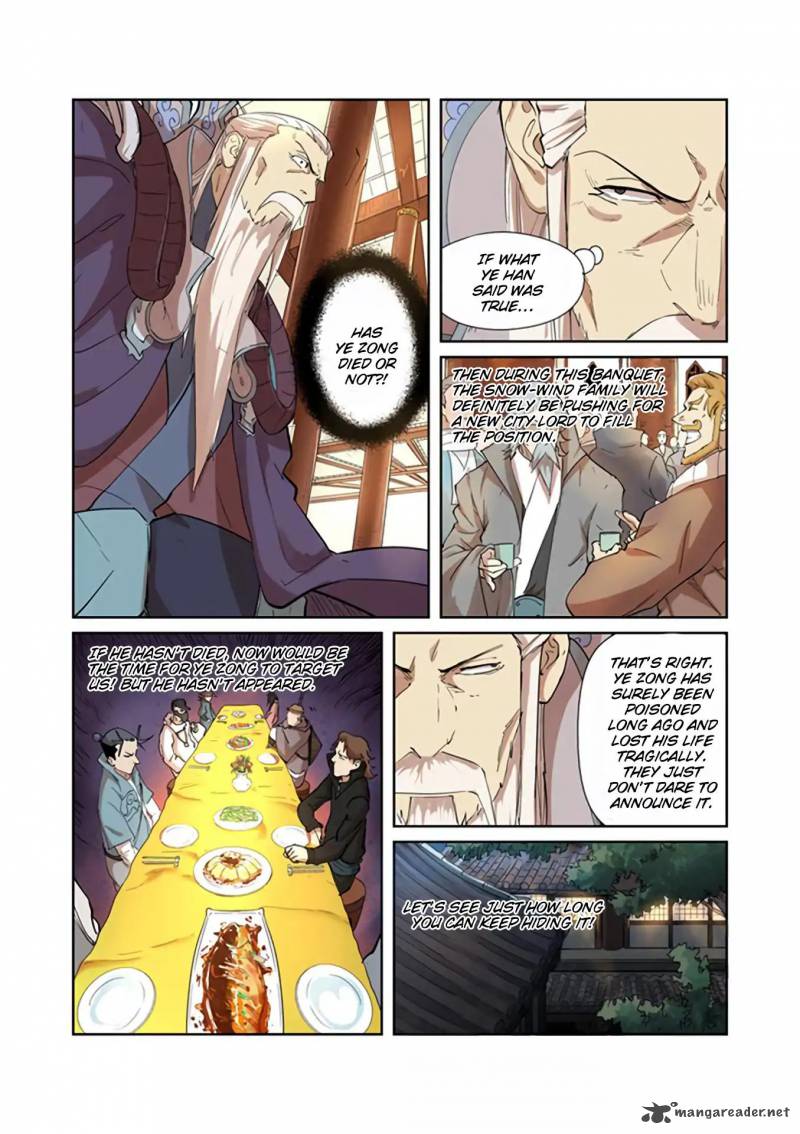 HAS
YE ZONG
DIED OR
NOT?!
IF WHAT
YE HAN
SAID WAS
TRUE...
THEN DURING THIS BANQUET,
THE SNOW-WIND FAMILY WILL
DEFINITELY BE PUSHING FOR
A NEW CITY LORD TO FILL
THE POSITION.
IF HE HASN'T DIED, NOW WOULD BE
THE TIME FOR YE ZONG TO TARGET
US! BUT HE HASN'T APPEARED.
THAT'S RIGHT.
YE ZONG HAS
SURELY BEEN
POISONED
LONG AGO AND
LOST HIS LIFE
TRAGICALLY.
THEY JUST
DON'T DARE TO
ANNOUNCE IT.
LET'S SEE JUST HOW LONG
YOU CAN KEEP HIDING IT!
mangareader.net